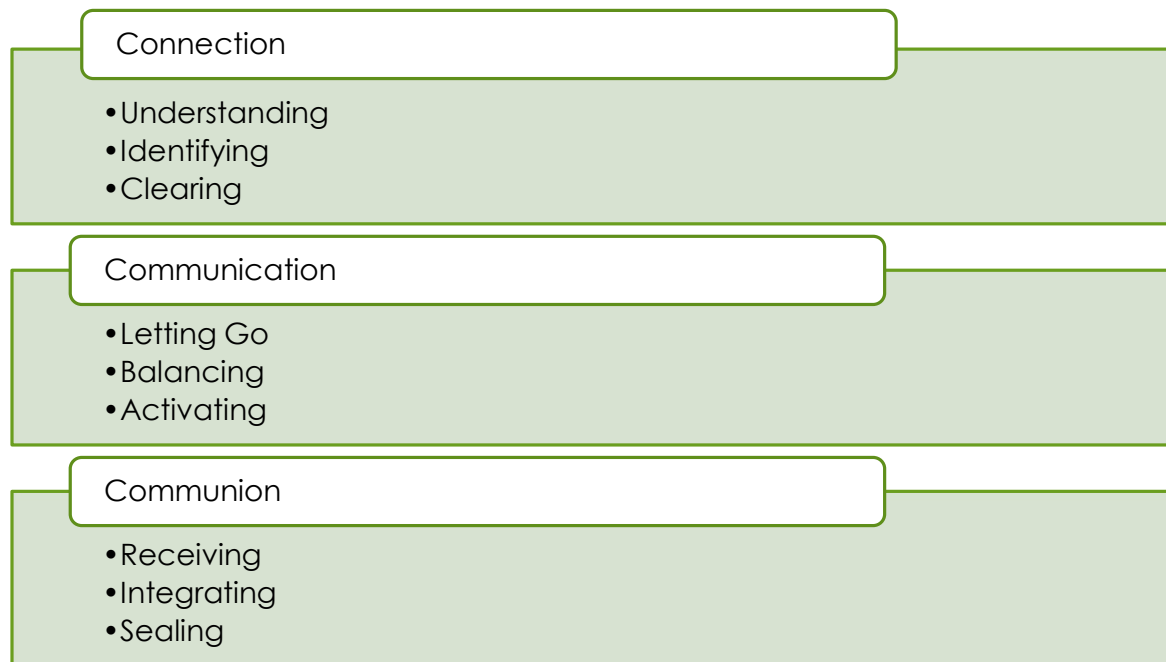 Connection
•Understanding
•Identifying
•Clearing
Communication
•Letting Go
•Balancing
•Activating
Communion
•Receiving
•Integrating
•Sealing